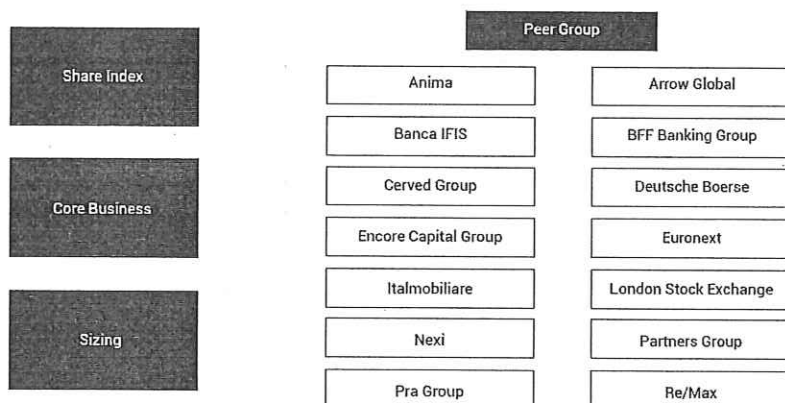 Peer Group
Share Index
Anima
Arrow Global
Banca IFIS
BFF Banking Group
Core Business
Cerved Group
Deutsche Boerse
Encore Capital Group
Euronext
Sizing
Italmobiliare
London Stock Exchange
Nexi
Partners Group
Pra Group
Re/Max